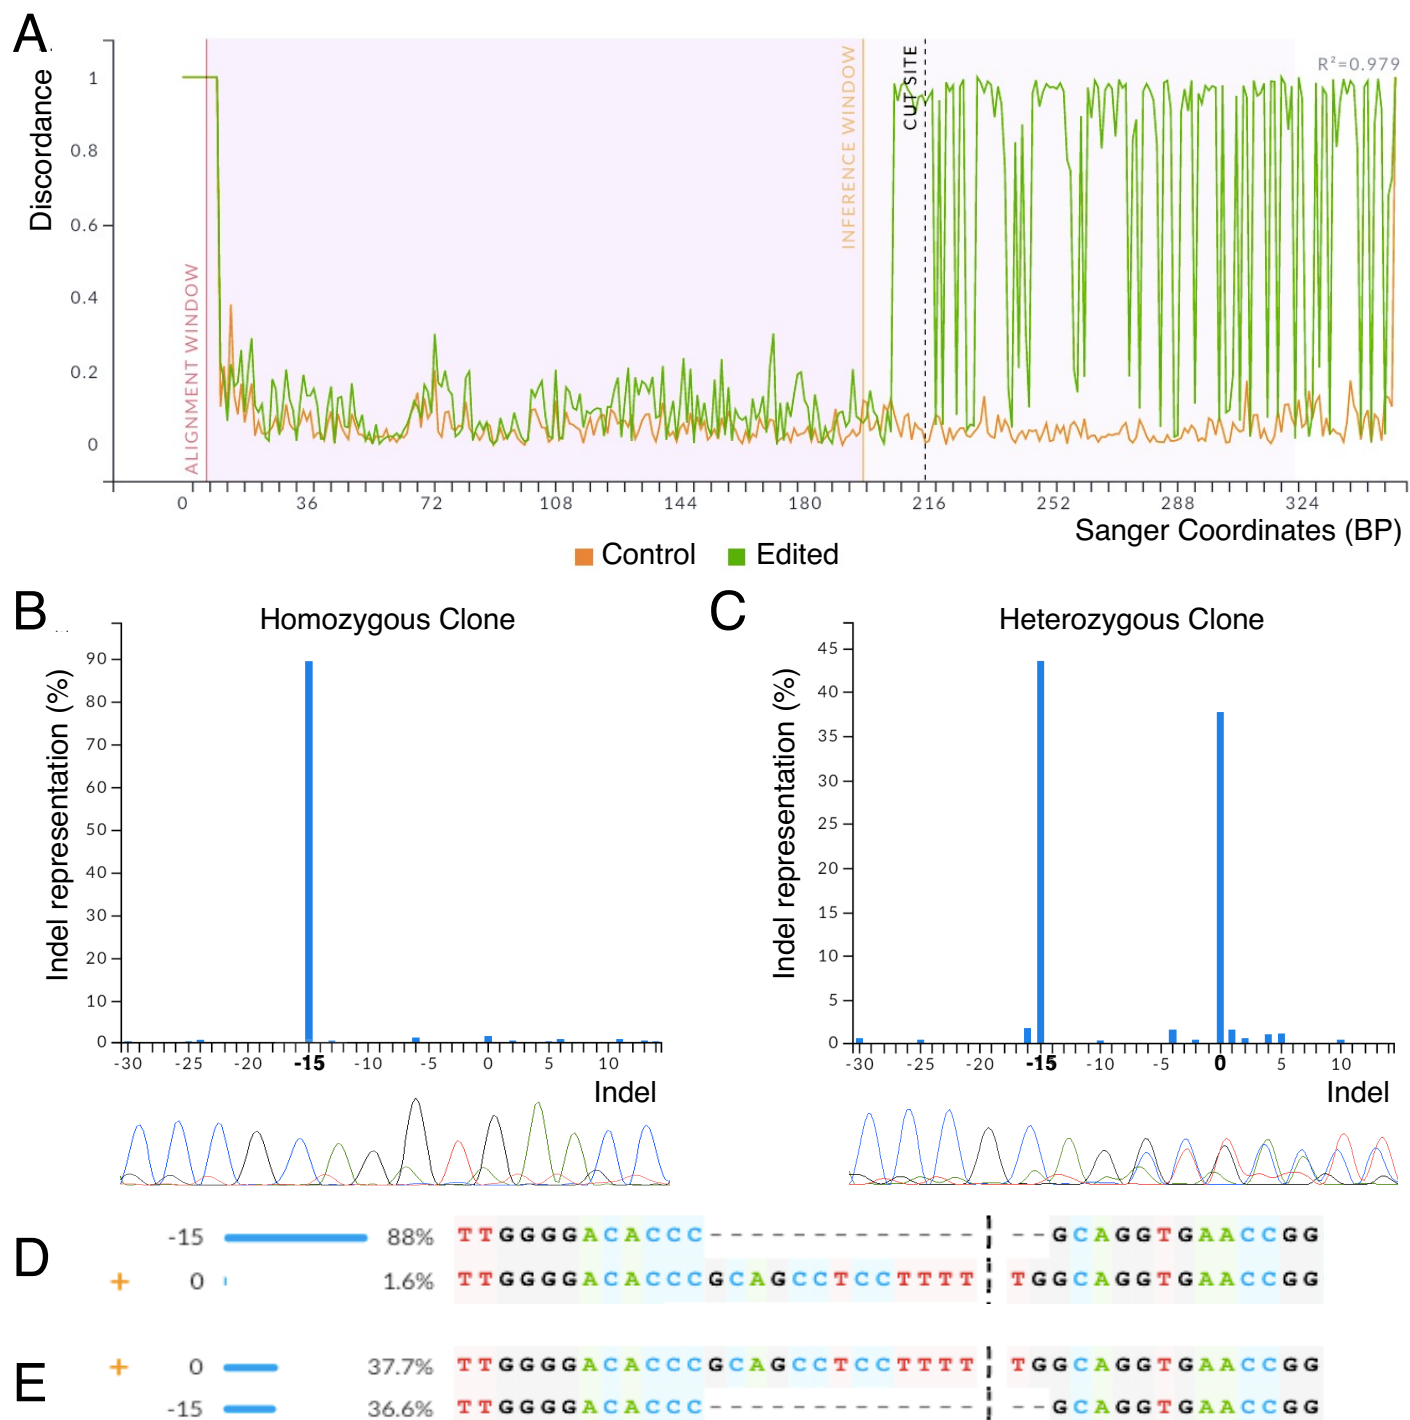 A
Discordance
1
0.8
0.6
0.4
0.2
0
ALIGNMENT WINDOW
INFERENCE WINDOW
CUT SITE
R²=0.979
0 36 72 108 144 180 216 252 288 324
Sanger Coordinates (BP)
Control Edited
B
Homozygous Clone
Indel representation (%)
90
80
70
60
50
40
30
20
10
0
-30 -25 -20 -15 -10 -5 0 5 10
Indel
C
Heterozygous Clone
Indel representation (%)
45
40
35
30
25
20
15
10
5
0
-30 -25 -20 -15 -10 -5 0 5 10
Indel
D
-15 88% TTGGGGACACCC------------- --GCAGGTGAACCGG
+ 0 1.6% TTGGGGACACCCGCAGCCTCCTTTT TGGCAGGTGAACCGG
E
+ 0 37.7% TTGGGGACACCCGCAGCCTCCTTTT TGGCAGGTGAACCGG
-15 36.6% TTGGGGACACCC------------- --GCAGGTGAACCGG